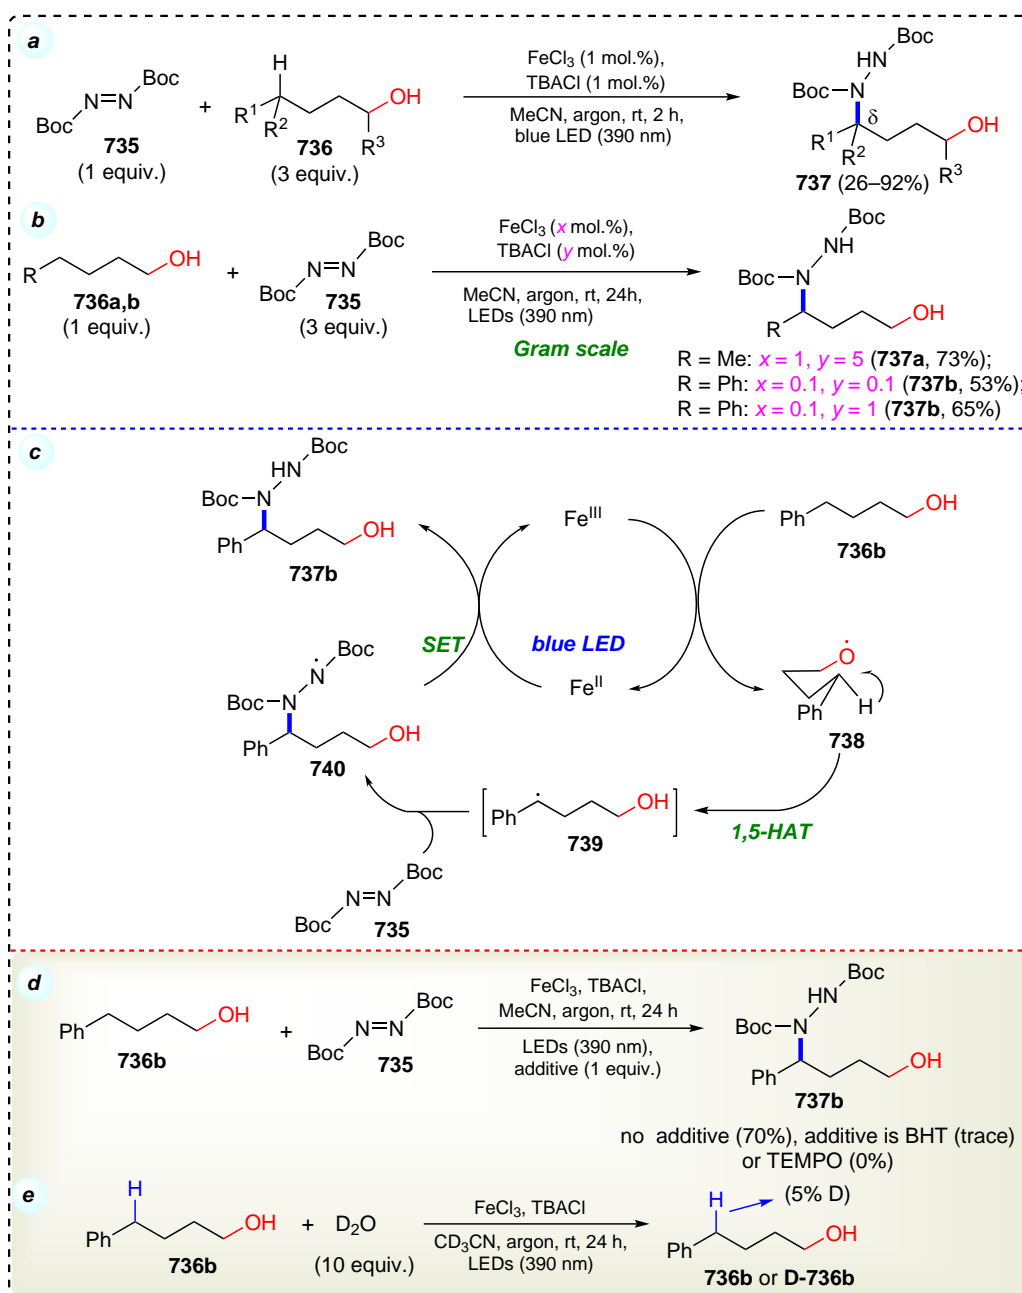 a
Boc
N=N
Boc
735
(1 equiv.)
+
H
R1
R2
OH
R3
736
(3 equiv.)
FeCl3 (1 mol.%),
TBACl (1 mol.%)
MeCN, argon, rt, 2 h,
blue LED (390 nm)
Boc
HN
Boc N
δ
R1
R2
OH
R3
737 (26–92%)
b
R
OH
736a,b
(1 equiv.)
+
Boc
N=N
Boc
735
(3 equiv.)
FeCl3 (x mol.%),
TBACl (y mol.%)
MeCN, argon, rt, 24h,
LEDs (390 nm)
Gram scale
Boc
NH
Boc N
R
OH
R = Me: x = 1, y = 5 (737a, 73%);
R = Ph: x = 0.1, y = 0.1 (737b, 53%);
R = Ph: x = 0.1, y = 1 (737b, 65%)
c
Boc
HN
Boc N
Ph
OH
737b
FeIII
Ph
OH
736b
SET
blue LED
FeII
Boc
N
Boc N
Ph
OH
740
O
Ph
H
738
Ph
OH
739
1,5-HAT
Boc
N=N
Boc
735
d
Ph
OH
736b
+
Boc
N=N
Boc
735
FeCl3, TBACl,
MeCN, argon, rt, 24 h
LEDs (390 nm),
additive (1 equiv.)
Boc
HN
Boc N
Ph
OH
737b
no additive (70%), additive is BHT (trace)
or TEMPO (0%)
e
H
Ph
OH
736b
+
D2O
(10 equiv.)
FeCl3, TBACl
CD3CN, argon, rt, 24 h,
LEDs (390 nm)
(5% D)
H
Ph
OH
736b or D-736b